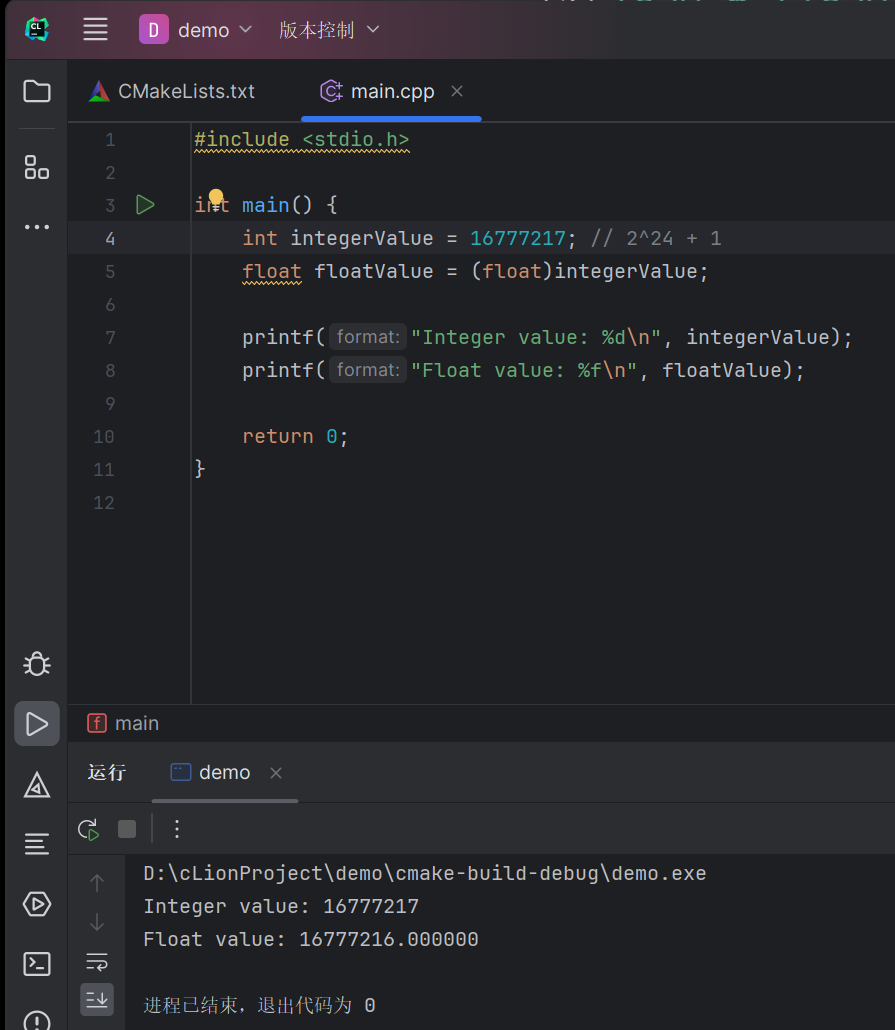 CL
D demo 版本控制
CMakeLists.txt main.cpp
1 #include <stdio.h>
2
3 int main() {
4 int integerValue = 16777217; // 2^24 + 1
5 float floatValue = (float)integerValue;
6
7 printf( format: "Integer value: %d\n", integerValue);
8 printf( format: "Float value: %f\n", floatValue);
9
10 return 0;
11 }
12
f main
运行 demo
D:\cLionProject\demo\cmake-build-debug\demo.exe
Integer value: 16777217
Float value: 16777216.000000
进程已结束，退出代码为 0